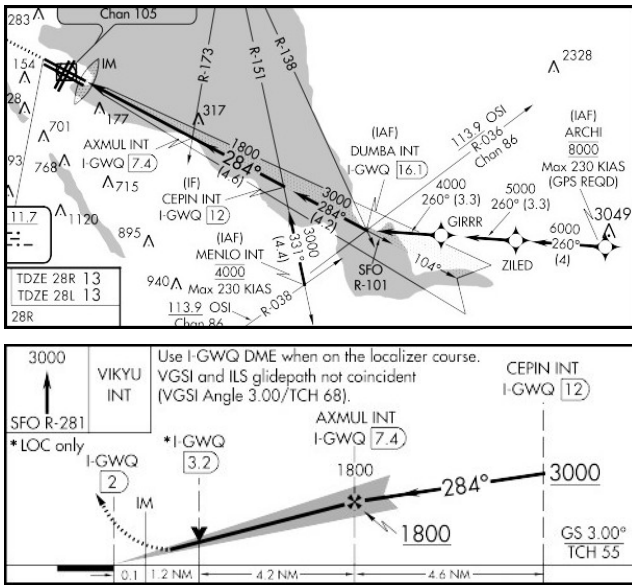 Chan 105
283
154
28
701
93
768
177
715
317
IM
R-173
R-151
R-138
2328
113.9 OSI
R-036
Chan 86
(IAF)
ARCHI
8000
Max 230 KIAS
(GPS REQD)
3049
AXMUL INT
I-GWQ 7.4
1800
284°
(4.6)
(IF)
CEPIN INT
I-GWQ 12
(IAF)
DUMBA INT
I-GWQ 16.1
3000
284°
(4.2)
4000
260° (3.3)
5000
260° (3.3)
6000
260°
(4)
GIRRR
ZILED
11.7
1120
895
940
(IAF)
MENLO INT
4000
Max 230 KIAS
3000
331°
(4.4)
SFO
R-101
104°
R-038
113.9 OSI
Chan 86
TDZE 28R 13
TDZE 28L 13
28R
3000
SFO R-281
VIKYU
INT
Use I-GWQ DME when on the localizer course.
VGSI and ILS glidepath not coincident
(VGSI Angle 3.00/TCH 68).
CEPIN INT
I-GWQ 12
* LOC only
I-GWQ
2
IM
*I-GWQ
3.2
AXMUL INT
I-GWQ 7.4
1800
284°
3000
1800
GS 3.00°
TCH 55
0.1
1.2 NM
4.2 NM
4.6 NM